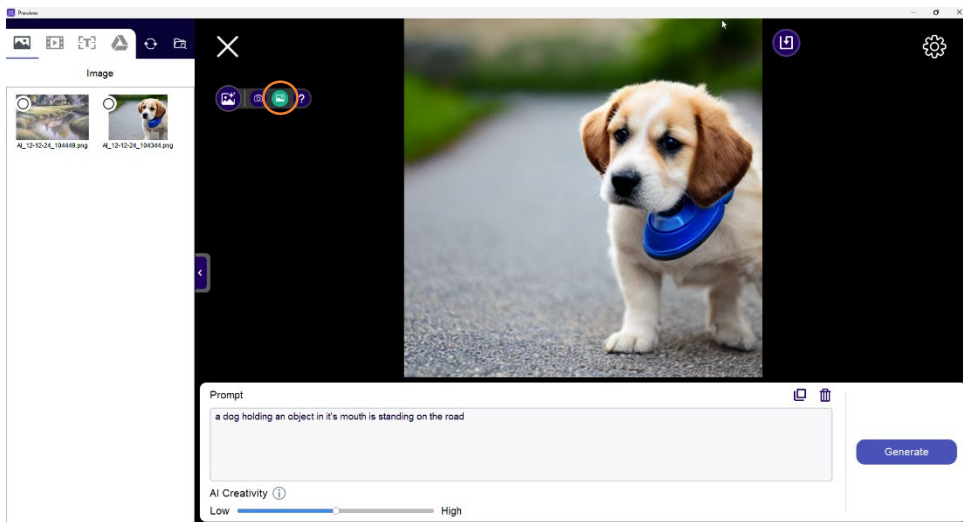 Preview
T
Image
AI_12-12-24_104449.png
AI_12-12-24_104344.png
?
Prompt
a dog holding an object in it's mouth is standing on the road
Generate
AI Creativity i
Low
High